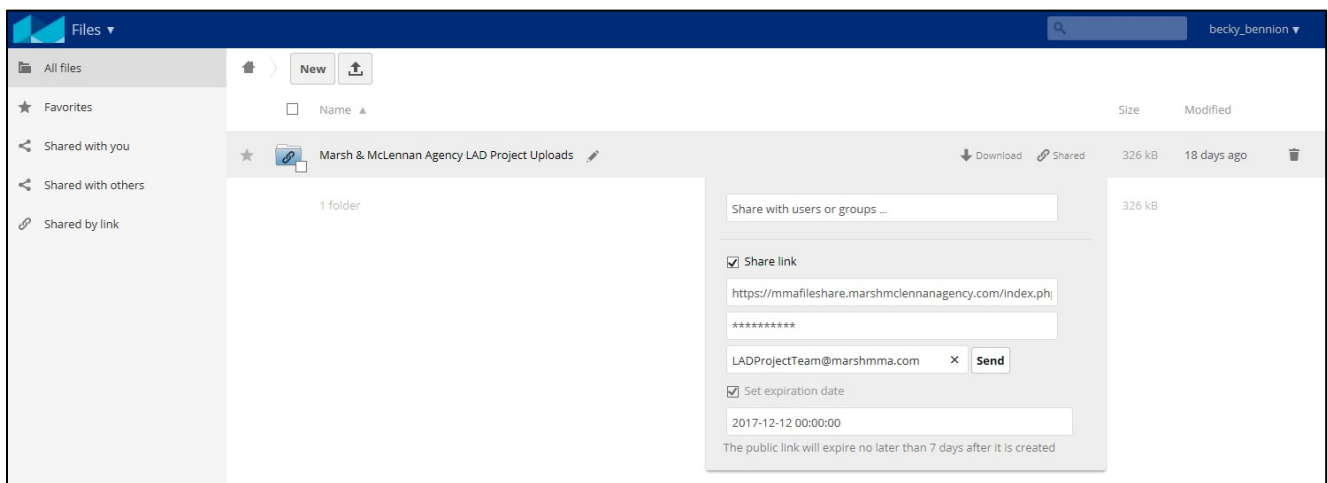 Files ▼
becky_bennion ▼
All files
Favorites
Shared with you
Shared with others
Shared by link
New
Name ▲
Size
Modified
Marsh & McLennan Agency LAD Project Uploads
Download
Shared
326 kB
18 days ago
1 folder
326 kB
Share with users or groups ...
Share link
https://mmafileshare.marshmclennanagency.com/index.ph
**********
LADProjectTeam@marshmma.com
×
Send
Set expiration date
2017-12-12 00:00:00
The public link will expire no later than 7 days after it is created